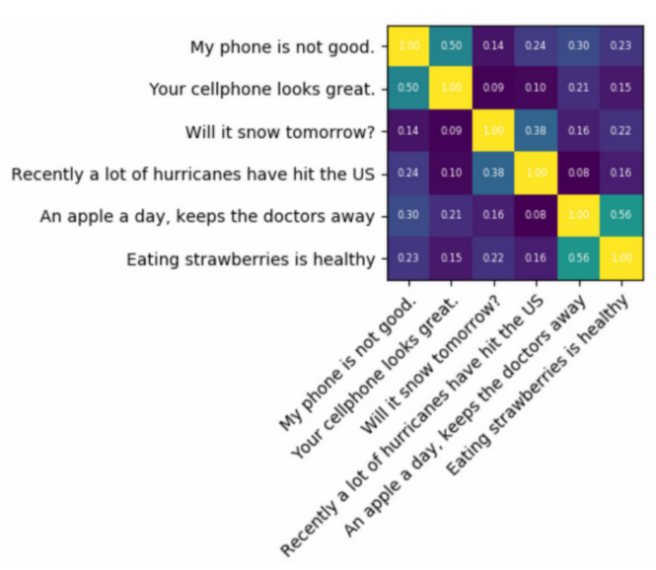 My phone is not good. 1.00 0.50 0.14 0.24 0.30 0.23
Your cellphone looks great. 0.50 1.00 0.09 0.10 0.21 0.15
Will it snow tomorrow? 0.14 0.09 1.00 0.38 0.16 0.22
Recently a lot of hurricanes have hit the US 0.24 0.10 0.38 1.00 0.08 0.16
An apple a day, keeps the doctors away 0.30 0.21 0.16 0.08 1.00 0.56
Eating strawberries is healthy 0.23 0.15 0.22 0.16 0.56 1.00
My phone is not good.
Your cellphone looks great.
Will it snow tomorrow?
Recently a lot of hurricanes have hit the US
An apple a day, keeps the doctors away
Eating strawberries is healthy